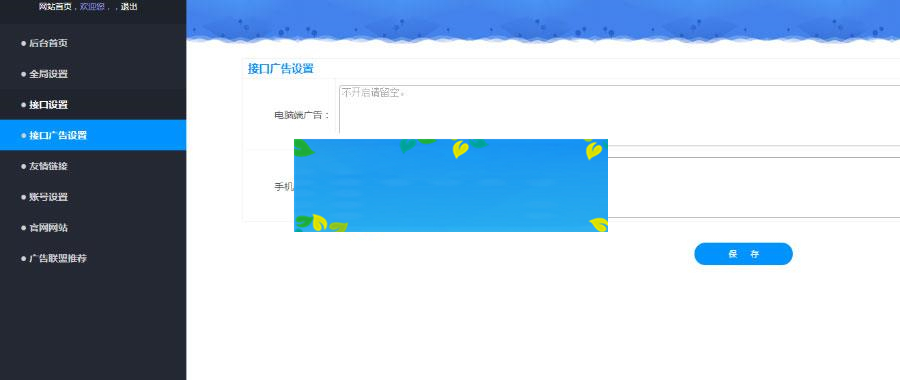 网站首页，欢迎您，，退出
后台首页
全局设置
接口设置
接口广告设置
友情链接
账号设置
官网网站
广告联盟推荐
接口广告设置
电脑端广告：
不开启请留空。
手机
保 存